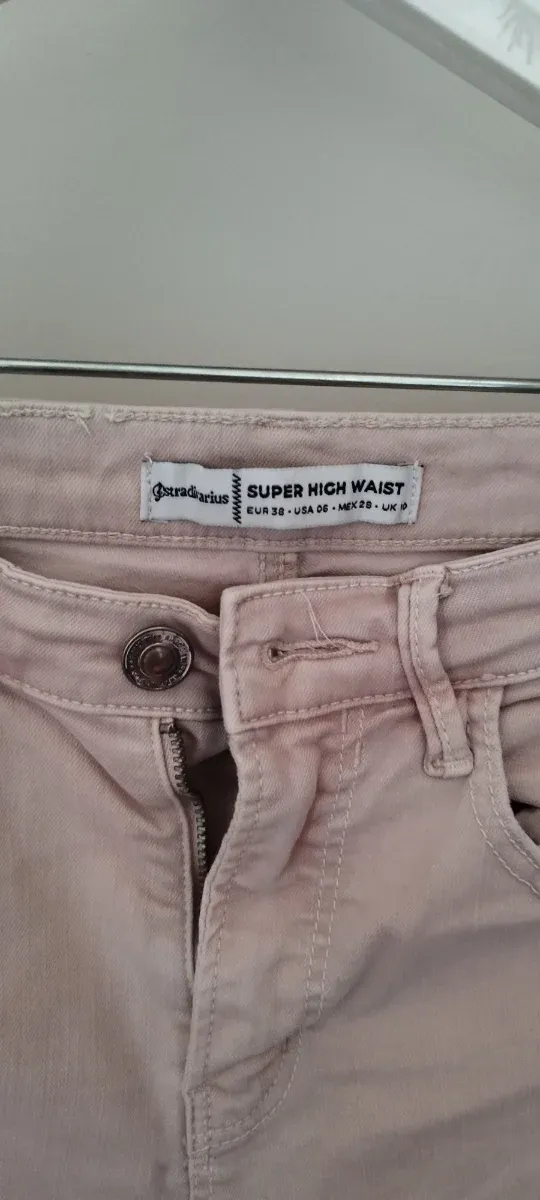 stradivarius
SUPER HIGH WAIST
EUR 38 • USA 06 • MEX 28 • UK 10